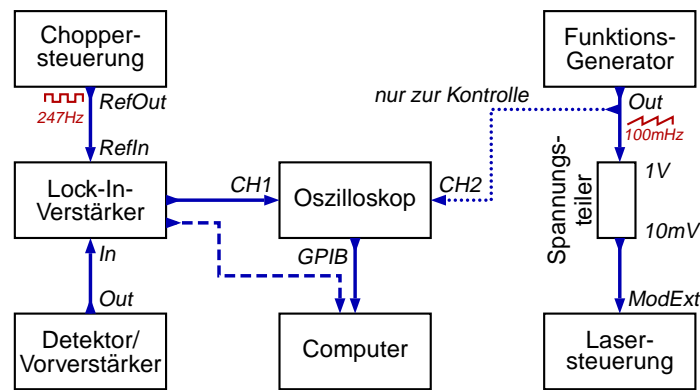 Chopper-
steuerung
Funktions-
Generator
RefOut
247Hz
nur zur Kontrolle
Out
100mHz
RefIn
Lock-In-
Verstärker
CH1
Oszilloskop
CH2
Spannungs-
teiler
1V
10mV
In
GPIB
Out
ModExt
Detektor/
Vorverstärker
Computer
Laser-
steuerung